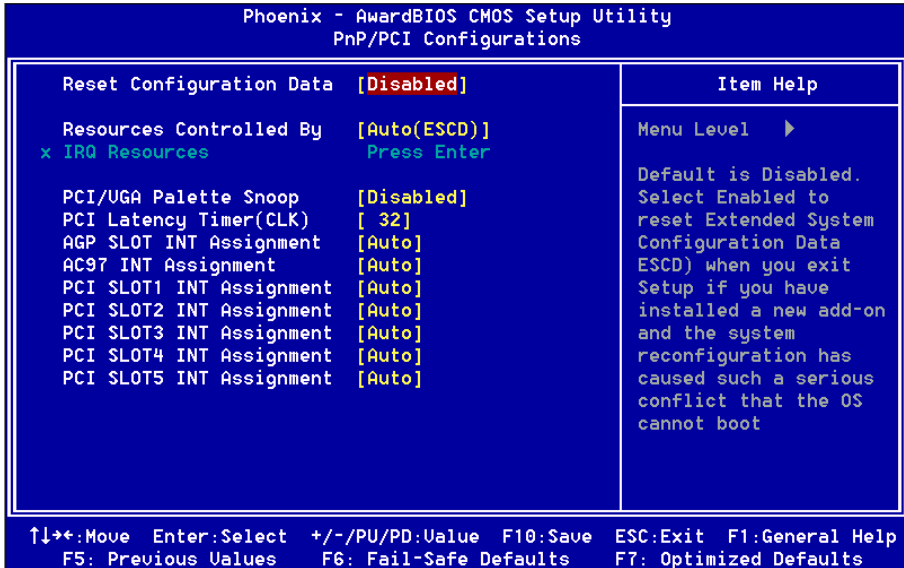 Phoenix - AwardBIOS CMOS Setup Utility
PnP/PCI Configurations
Reset Configuration Data [Disabled]
Resources Controlled By [Auto(ESCD)]
x IRQ Resources Press Enter
PCI/VGA Palette Snoop [Disabled]
PCI Latency Timer(CLK) [ 32]
AGP SLOT INT Assignment [Auto]
AC97 INT Assignment [Auto]
PCI SLOT1 INT Assignment [Auto]
PCI SLOT2 INT Assignment [Auto]
PCI SLOT3 INT Assignment [Auto]
PCI SLOT4 INT Assignment [Auto]
PCI SLOT5 INT Assignment [Auto]
Item Help
Menu Level ▶
Default is Disabled.
Select Enabled to
reset Extended System
Configuration Data
ESCD) when you exit
Setup if you have
installed a new add-on
and the system
reconfiguration has
caused such a serious
conflict that the OS
cannot boot
↑↓→←:Move Enter:Select +/-/PU/PD:Value F10:Save ESC:Exit F1:General Help
F5: Previous Values F6: Fail-Safe Defaults F7: Optimized Defaults